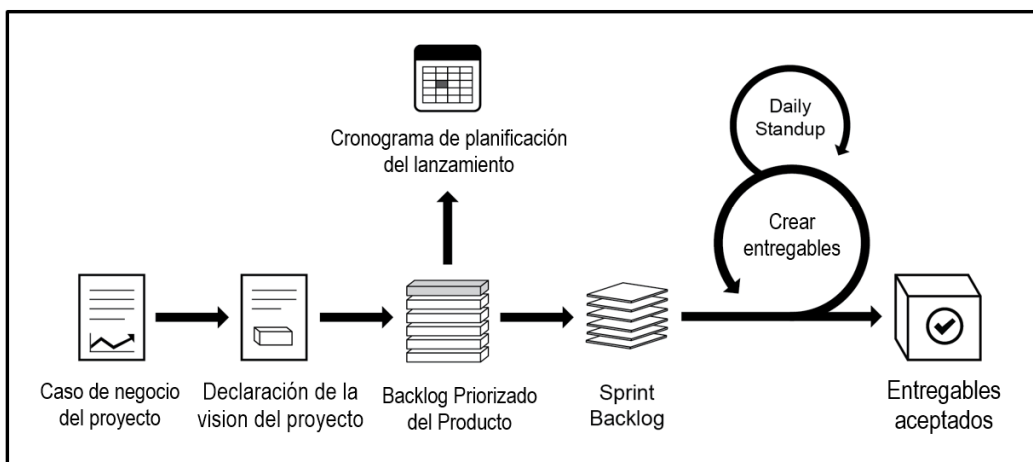 Cronograma de planificación
del lanzamiento
Daily
Standup
Crear
entregables
Caso de negocio
del proyecto
Declaración de la
vision del proyecto
Backlog Priorizado
del Producto
Sprint
Backlog
Entregables
aceptados